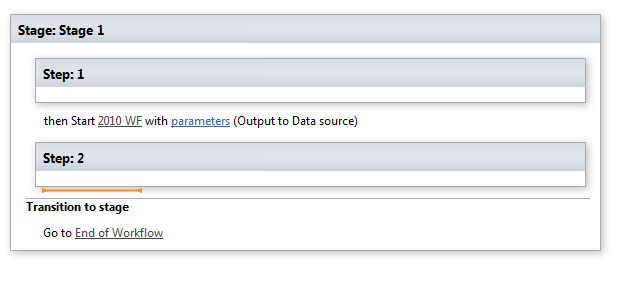 Stage: Stage 1
Step: 1
then Start 2010 WF with parameters (Output to Data source)
Step: 2
Transition to stage
Go to End of Workflow